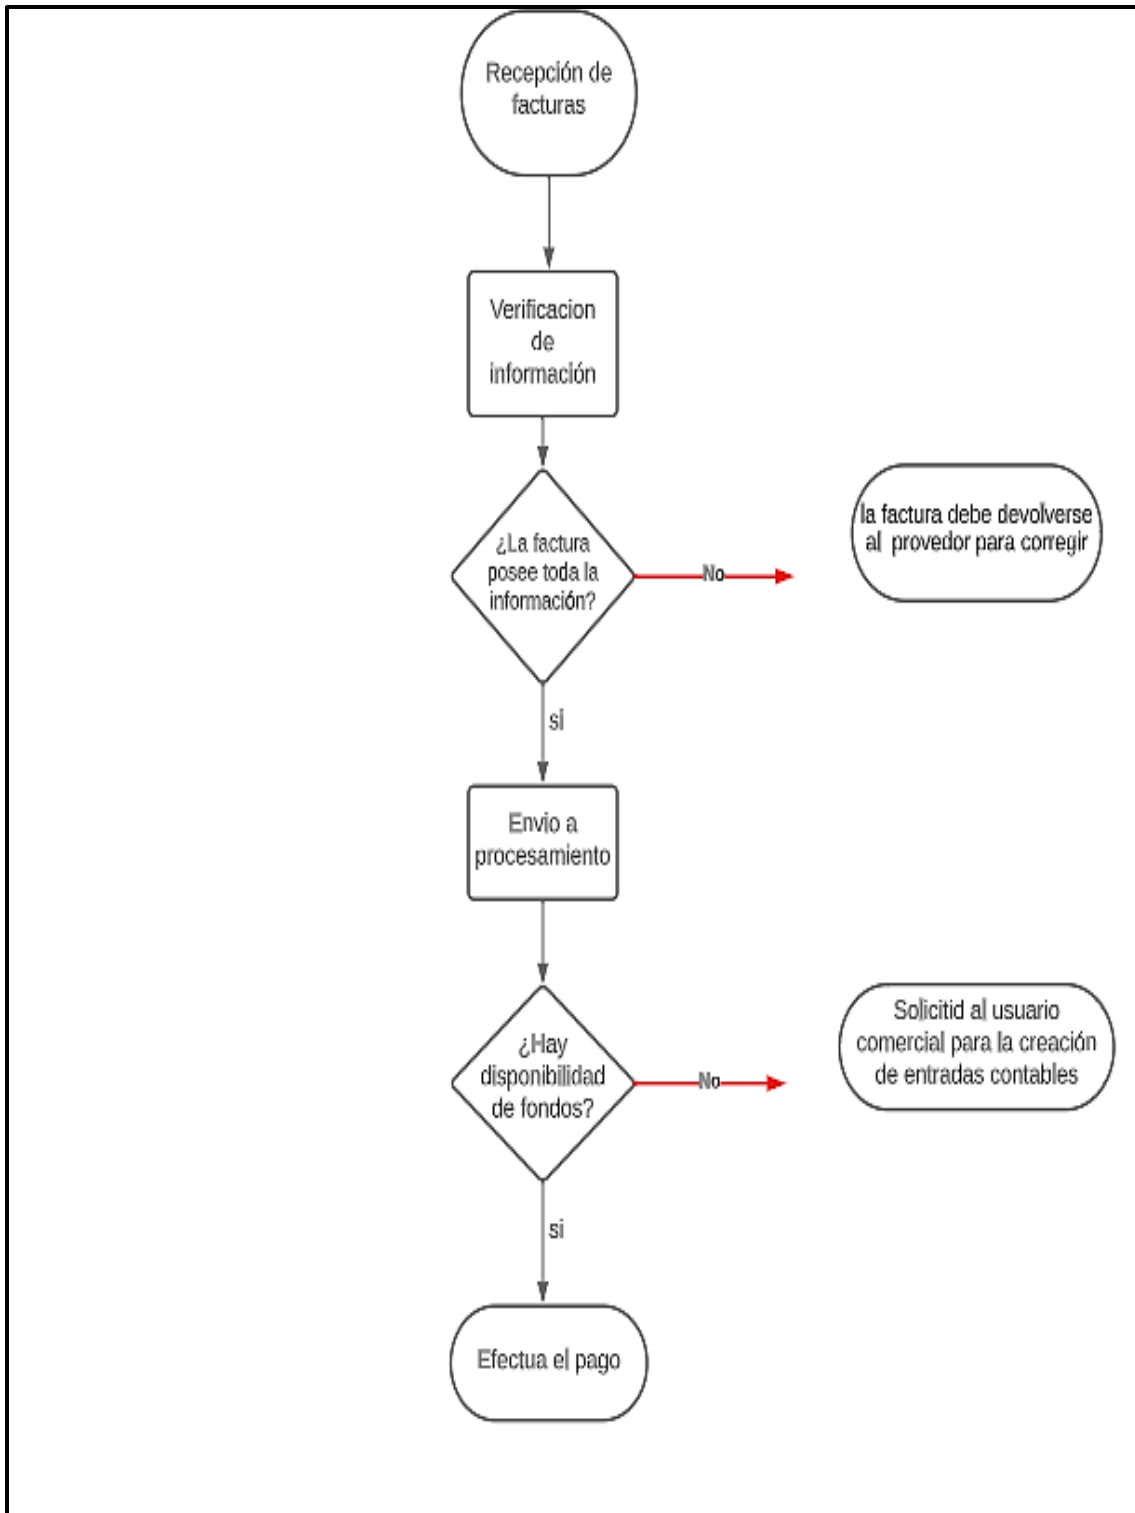 Recepción de
facturas
Verificacion
de
información
¿La factura
posee toda la
información?
No
la factura debe devolverse
al provedor para corregir
si
Envio a
procesamiento
¿Hay
disponibilidad
de fondos?
No
Solicitid al usuario
comercial para la creación
de entradas contables
si
Efectua el pago